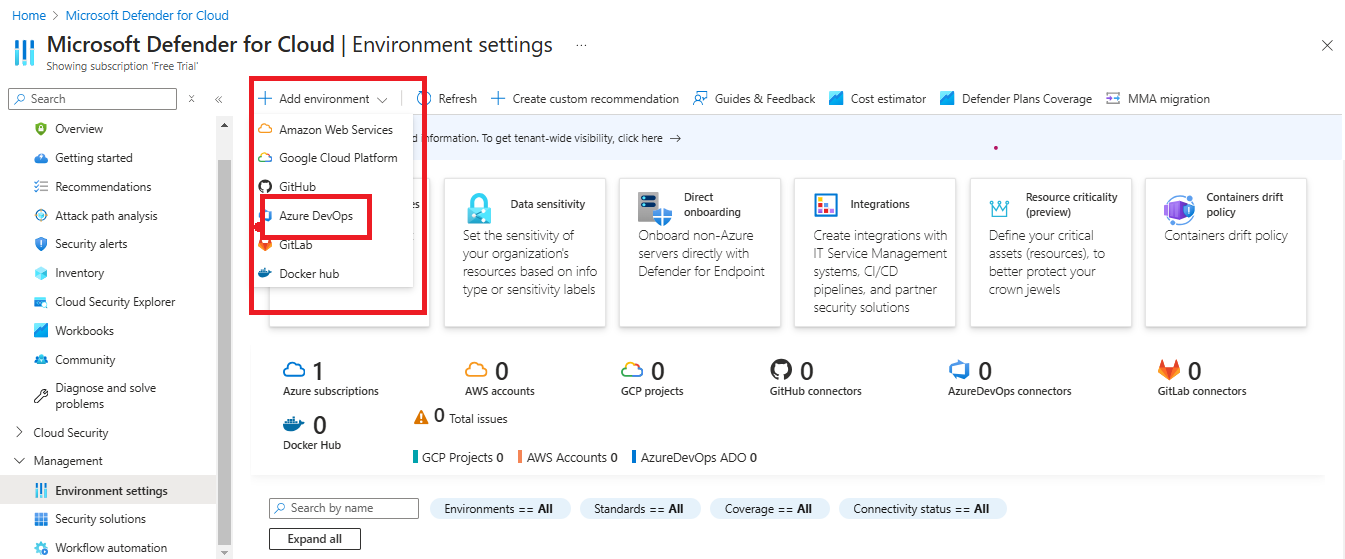 Home > Microsoft Defender for Cloud
Microsoft Defender for Cloud | Environment settings ...
Showing subscription 'Free Trial'
Search
Add environment
Refresh
Create custom recommendation
Guides & Feedback
Cost estimator
Defender Plans Coverage
MMA migration
Overview
Getting started
Recommendations
Attack path analysis
Security alerts
Inventory
Cloud Security Explorer
Workbooks
Community
Diagnose and solve
problems
Cloud Security
Management
Environment settings
Security solutions
Workflow automation
Amazon Web Services
Google Cloud Platform
GitHub
Azure DevOps
GitLab
Docker hub
information. To get tenant-wide visibility, click here →
Data sensitivity
Set the sensitivity of
your organization's
resources based on info
type or sensitivity labels
Direct
onboarding
Onboard non-Azure
servers directly with
Defender for Endpoint
Integrations
Create integrations with
IT Service Management
systems, CI/CD
pipelines, and partner
security solutions
Resource criticality
(preview)
Define your critical
assets (resources), to
better protect your
crown jewels
Containers drift
policy
Containers drift policy
1
Azure subscriptions
0
AWS accounts
0
GCP projects
0
GitHub connectors
0
AzureDevOps connectors
0
GitLab connectors
0
Docker Hub
0 Total issues
GCP Projects 0
AWS Accounts 0
AzureDevOps ADO 0
Search by name
Environments == All
Standards == All
Coverage == All
Connectivity status == All
Expand all